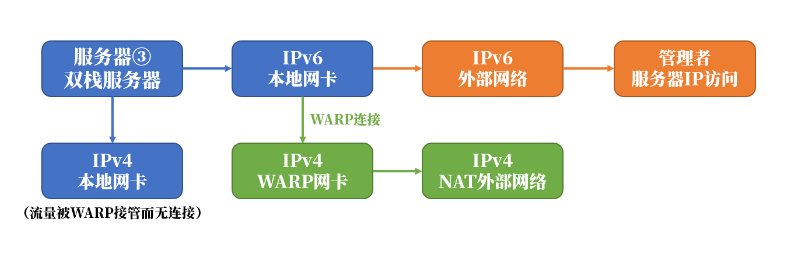 服务器③
双栈服务器
IPv6
本地网卡
IPv6
外部网络
管理者
服务器IP访问
WARP连接
IPv4
本地网卡
IPv4
WARP网卡
IPv4
NAT外部网络
（流量被WARP接管而无连接）